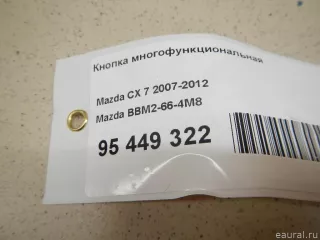 Кнопка многофункциональная
Mazda CX 7 2007-2012
Mazda BBM2-66-4M8
95 449 322
eaural.ru